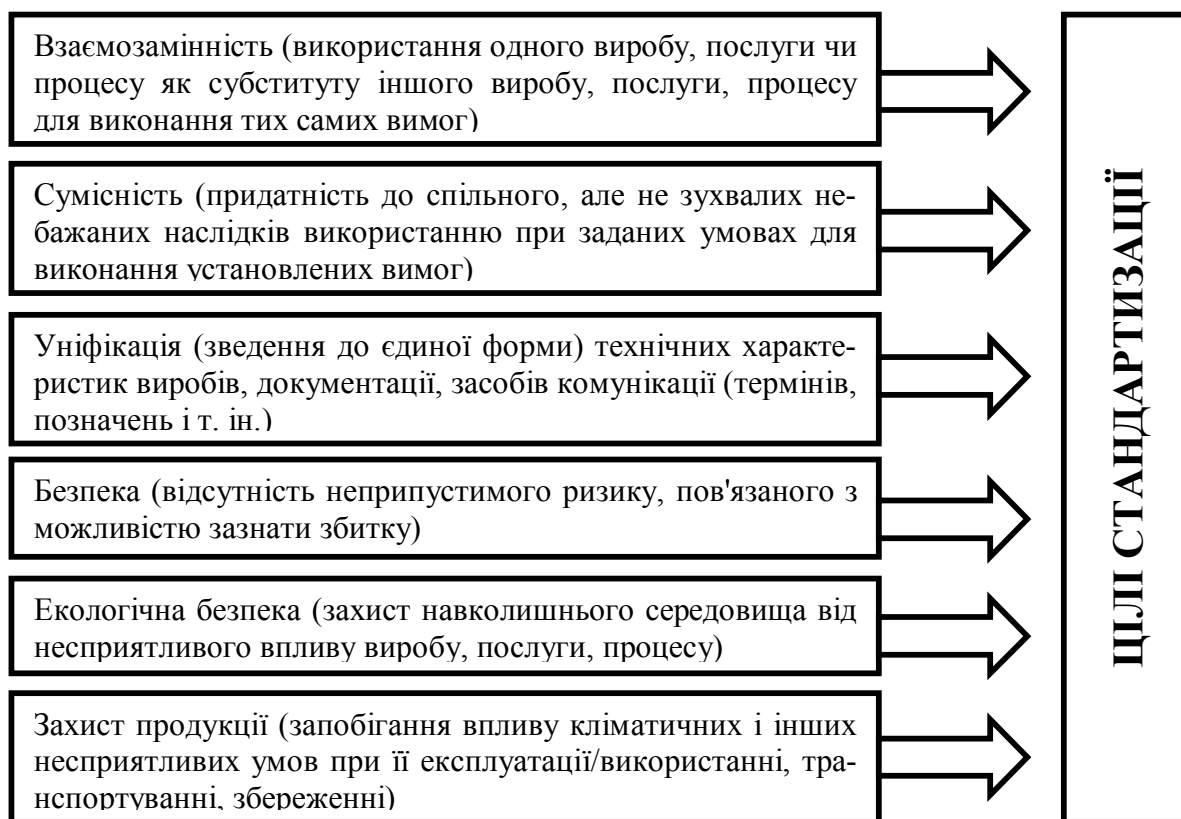 Взаємозамінність (використання одного виробу, послуги чи
процесу як субституту іншого виробу, послуги, процесу
для виконання тих самих вимог)
Сумісність (придатність до спільного, але не зухвалих не-
бажаних наслідків використанню при заданих умовах для
виконання установлених вимог)
Уніфікація (зведення до єдиної форми) технічних характе-
ристик виробів, документації, засобів комунікації (термінів,
позначень і т. ін.)
Безпека (відсутність неприпустимого ризику, пов'язаного з
можливістю зазнати збитку)
Екологічна безпека (захист навколишнього середовища від
несприятливого впливу виробу, послуги, процесу)
Захист продукції (запобігання впливу кліматичних і інших
несприятливих умов при її експлуатації/використанні, тра-
нспортуванні, збереженні)
ЦІЛІ СТАНДАРТИЗАЦІЇ